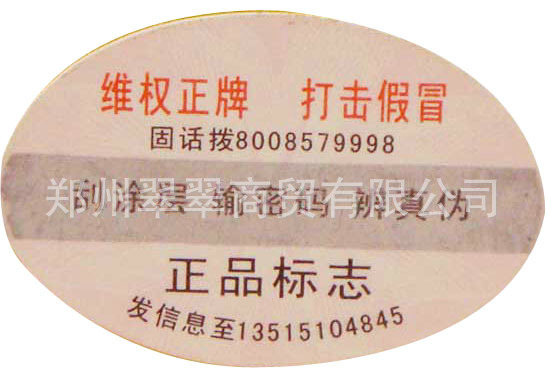 维权正牌 打击假冒
固话拨8008579998
刮涂层 输密码 辨真伪
郑州翠翠商贸有限公司
正品标志
发信息至13515104845